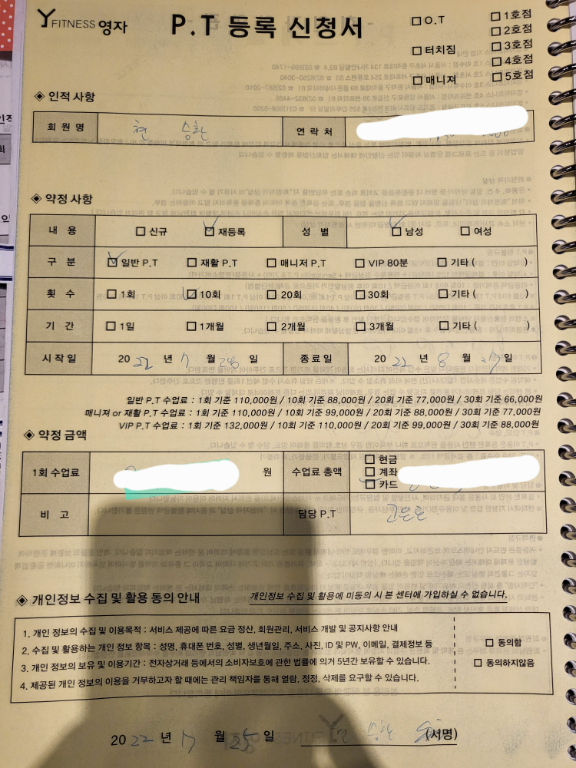 Y FITNESS 영자
P.T 등록 신청서
□ O.T
□ 터치짐
□ 매니져
□ 1호점
□ 2호점
□ 3호점
□ 4호점
□ 5호점
◈ 인적 사항
회 원 명 현 승환 연 락 처
◈ 약정 사항
내 용 □ 신규 ☑ 재등록 성 별 ☑ 남성 □ 여성
구 분 ☑ 일반 P.T □ 재활 P.T □ 매니져 P.T □ VIP 80분 □ 기타 ( )
횟 수 □ 1회 ☑ 10회 □ 20회 □ 30회 □ 기타 ( )
기 간 □ 1일 □ 1개월 □ 2개월 □ 3개월 □ 기타 ( )
시 작 일 2022 년 7 월 28 일 종 료 일 2022 년 8 월 27 일
일반 P.T 수업료 : 1회 기준 110,000원 / 10회 기준 88,000원 / 20회 기준 77,000원 / 30회 기준 66,000원
매니져 or 재활 P.T 수업료 : 1회 기준 110,000원 / 10회 기준 99,000원 / 20회 기준 88,000원 / 30회 기준 77,000원
VIP P.T 수업료 : 1회 기준 132,000원 / 10회 기준 110,000원 / 20회 기준 99,000원 / 30회 기준 88,000원
◈ 약정 금액
1회 수업료 원 수업료 총액 □ 현금
□ 계좌
☑ 카드
비 고 담당 P.T
◈ 개인정보 수집 및 활용 동의 안내 개인정보 수집 및 활용에 미동의 시 본 센터에 가입하실 수 없습니다.
1. 개인 정보의 수집 및 이용목적 : 서비스 제공에 따른 요금 정산, 회원관리, 서비스 개발 및 공지사항 안내
2. 수집 및 활용하는 개인 정보 항목 : 성명, 휴대폰 번호, 성별, 생년월일, 주소, 사진, ID 및 PW, 이메일, 결제정보 등
3. 개인 정보의 보유 및 이용기간 : 전자상거래 등에서의 소비자보호에 관한 법률에 의거 5년간 보유할 수 있습니다.
4. 제공된 개인 정보의 이용을 거부하고자 할 때에는 관리 책임자를 통해 열람, 정정, 삭제를 요구할 수 있습니다.
□ 동의함
□ 동의하지않음
2022 년 7 월 25 일 현 승환 (서명)